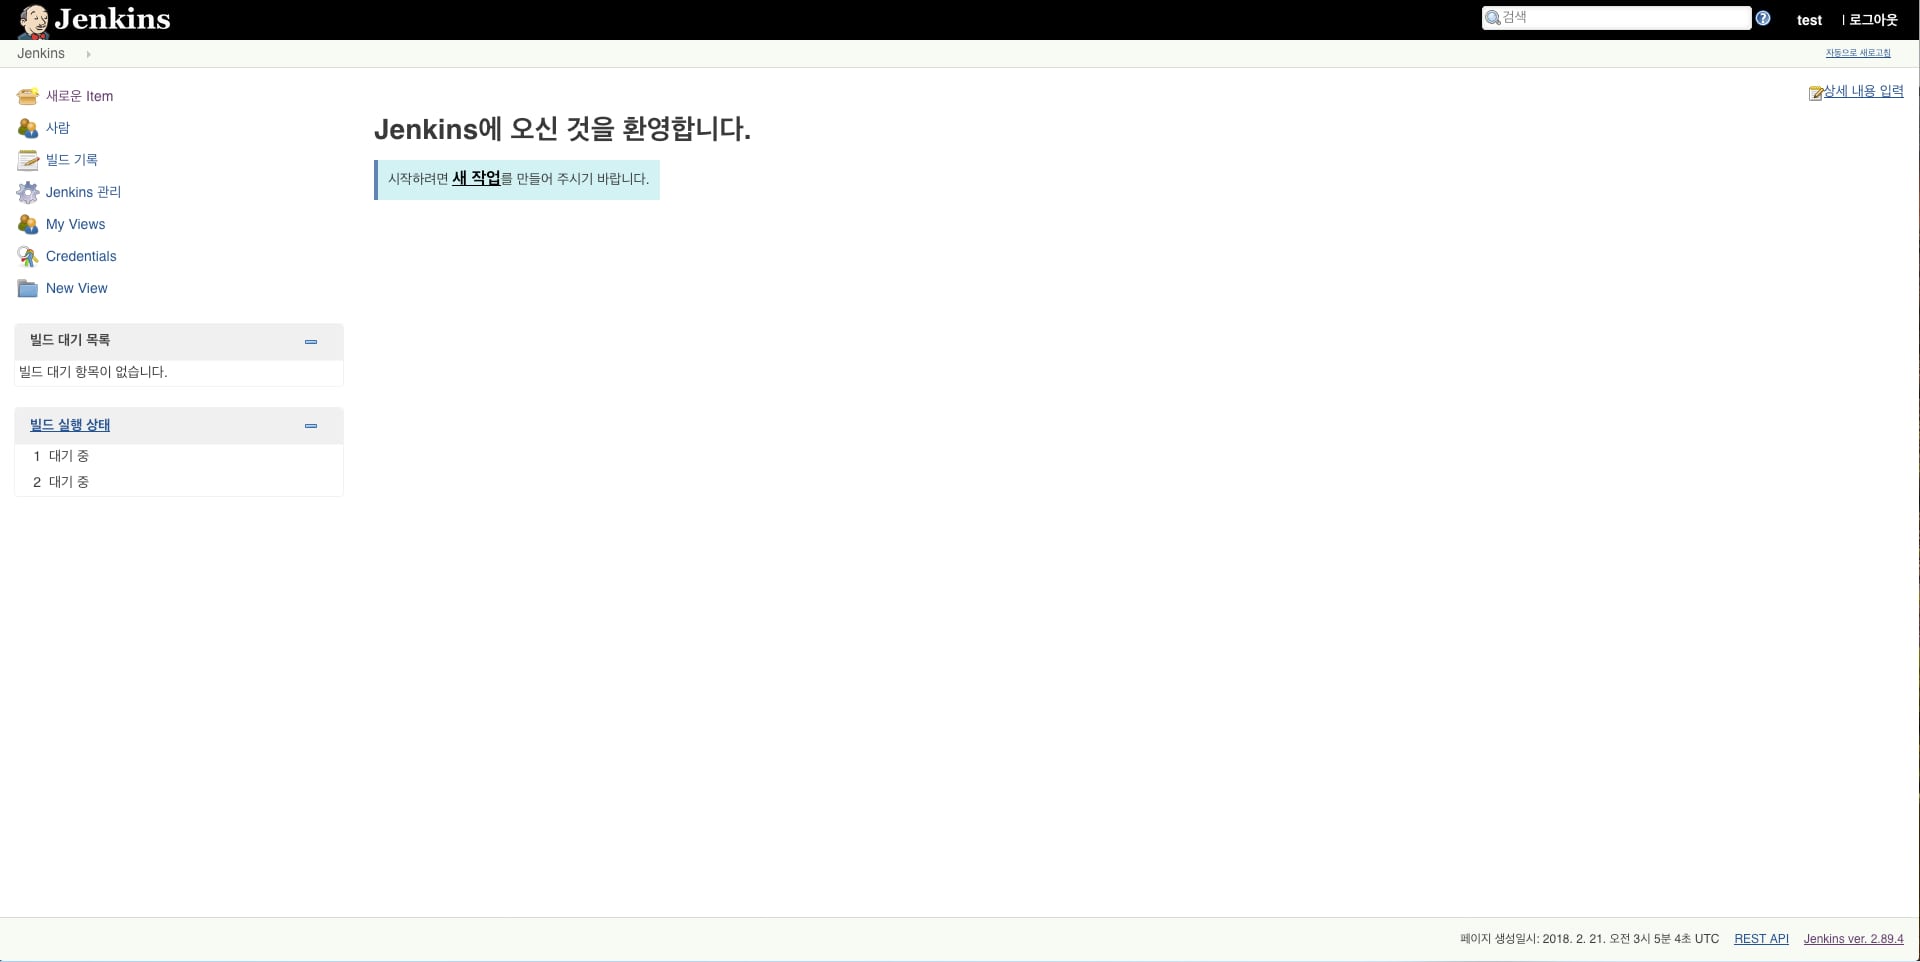 Jenkins
검색
test | 로그아웃
Jenkins
자동으로 새로고침
새로운 Item
사람
빌드 기록
Jenkins 관리
My Views
Credentials
New View
빌드 대기 목록
빌드 대기 항목이 없습니다.
빌드 실행 상태
1 대기 중
2 대기 중
상세 내용 입력
Jenkins에 오신 것을 환영합니다.
시작하려면 새 작업를 만들어 주시기 바랍니다.
페이지 생성일시: 2018. 2. 21. 오전 3시 5분 4초 UTC REST API Jenkins ver. 2.89.4